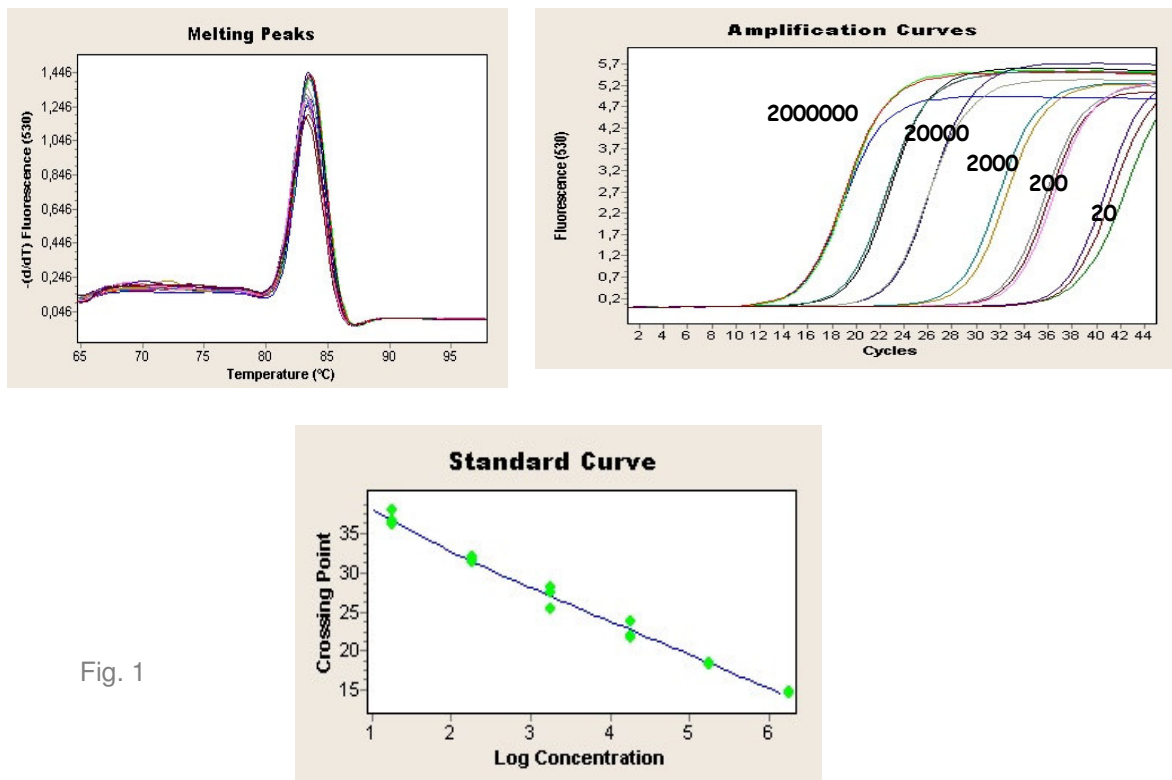 Melting Peaks
1,446
1,246
1,046
0,846
0,646
0,446
0,246
0,046
-(d/dT) Fluorescence (530)
65 70 75 80 85 90 95
Temperature (°C)
Amplification Curves
5,7
5,2
4,7
4,2
3,7
3,2
2,7
2,2
1,7
1,2
0,7
0,2
Fluorescence (530)
2000000
20000
2000
200
20
2 4 6 8 10 12 14 16 18 20 22 24 26 28 30 32 34 36 38 40 42 44
Cycles
Standard Curve
35
30
25
20
15
Crossing Point
1 2 3 4 5 6
Log Concentration
Fig. 1